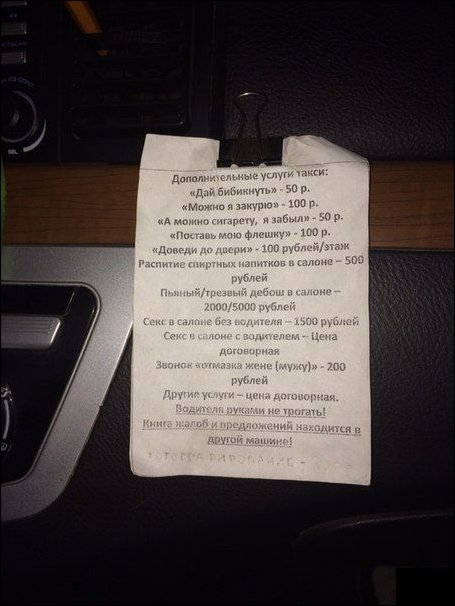 Дополнительные услуги такси:
«Дай бибикнуть» - 50 р.
«Можно я закурю» - 100 р.
«А можно сигарету, я забыл» - 50 р.
«Поставь мою флешку» - 100 р.
«Доведи до двери» - 100 рублей/этаж
Распитие спиртных напитков в салоне – 500
рублей
Пьяный/трезвый дебош в салоне –
2000/5000 рублей
Секс в салоне без водителя – 1500 рублей
Секс в салоне с водителем – Цена
договорная
Звонок «отмазка жене (мужу)» - 200
рублей
Другие услуги – цена договорная.
Водителя руками не трогать!
Книга жалоб и предложений находится в
другой машине!
SEL